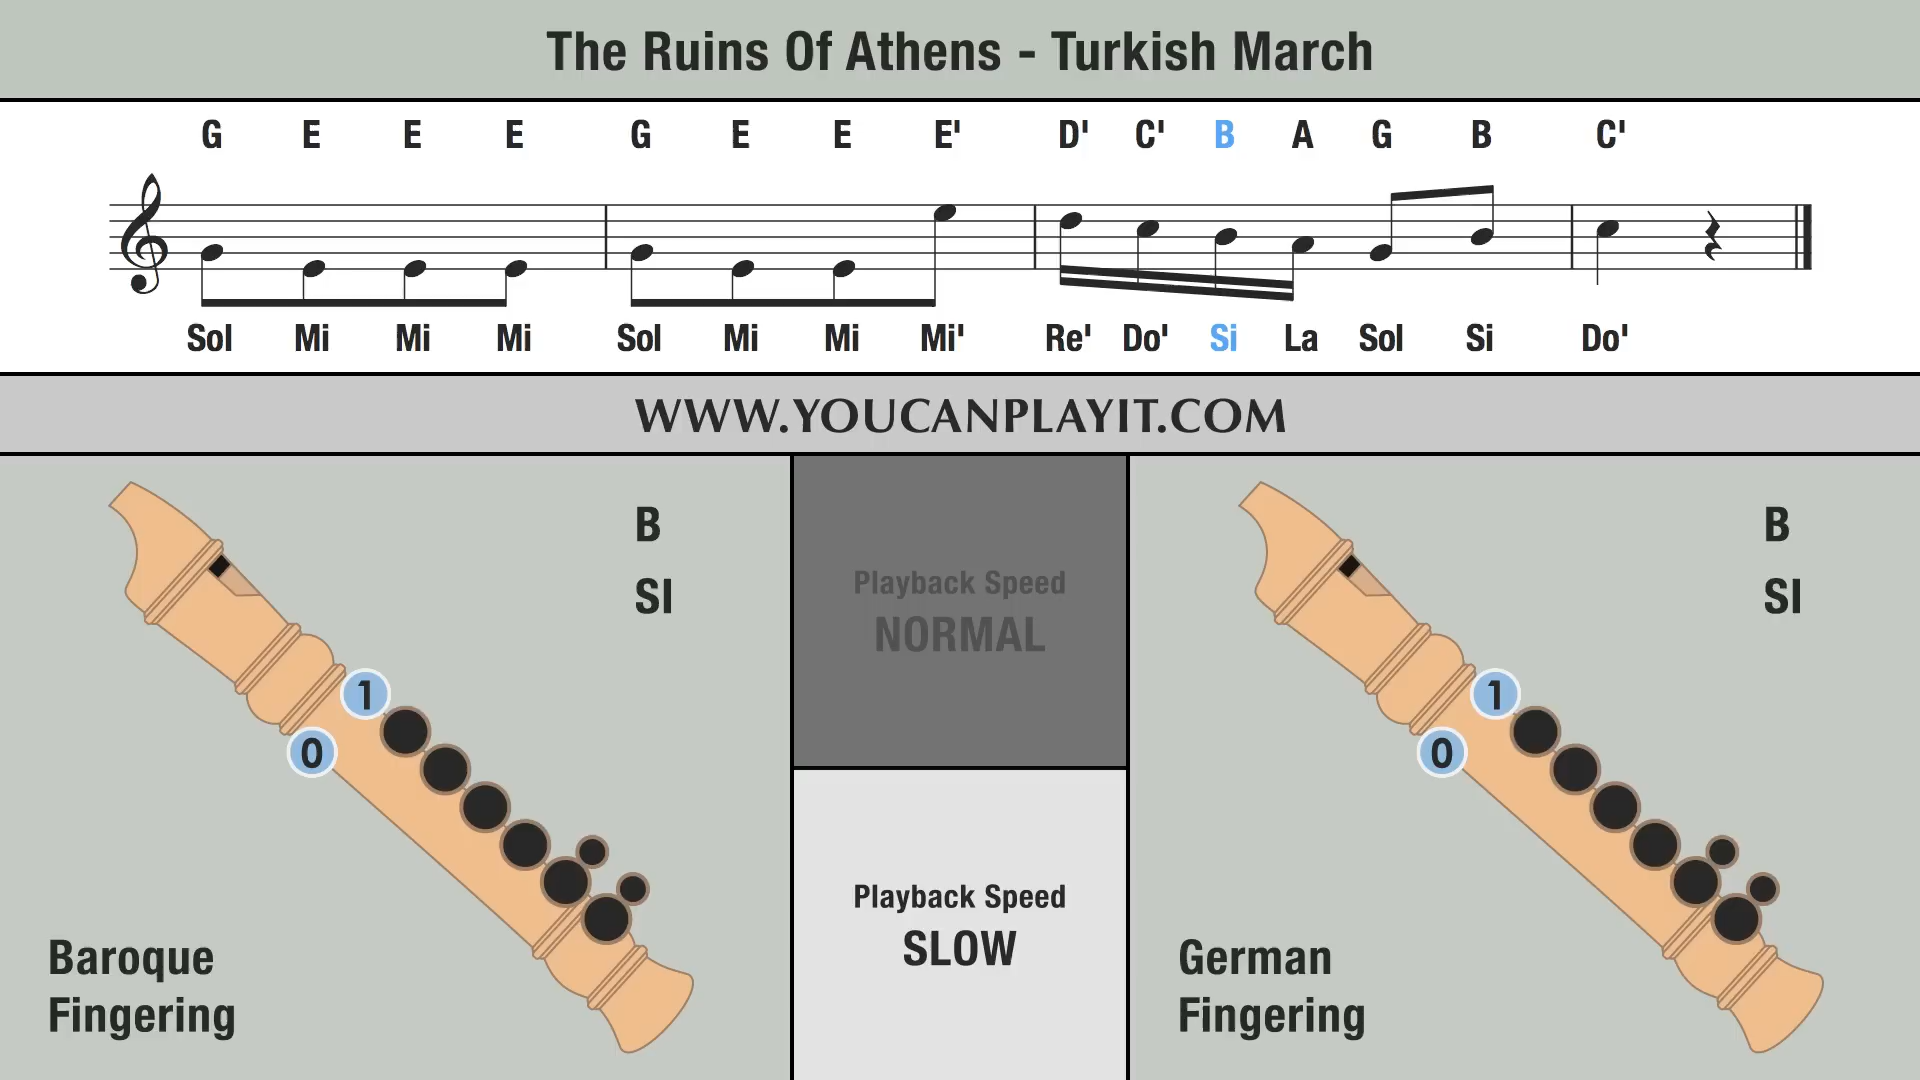 The Ruins Of Athens - Turkish March
G E E E G E E E' D' C' B A G B C'
Sol Mi Mi Mi Sol Mi Mi Mi' Re' Do' Si La Sol Si Do'
WWW.YOUCANPLAYIT.COM
B
SI
1
0
Baroque
Fingering
Playback Speed
NORMAL
Playback Speed
SLOW
B
SI
1
0
German
Fingering